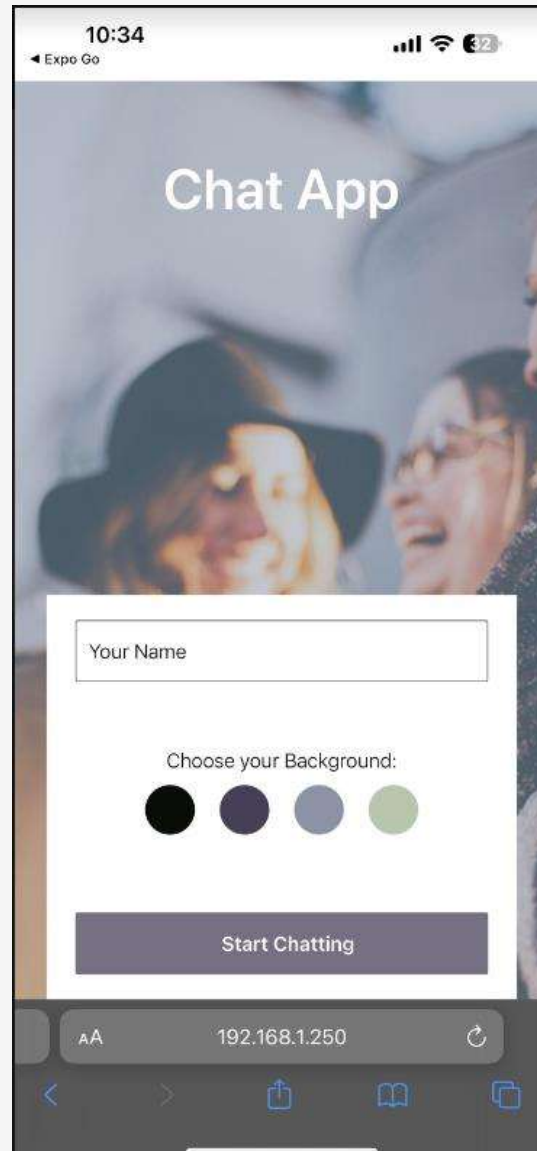 10:34
◀ Expo Go
32
Chat App
Your Name
Choose your Background:
Start Chatting
AA
192.168.1.250